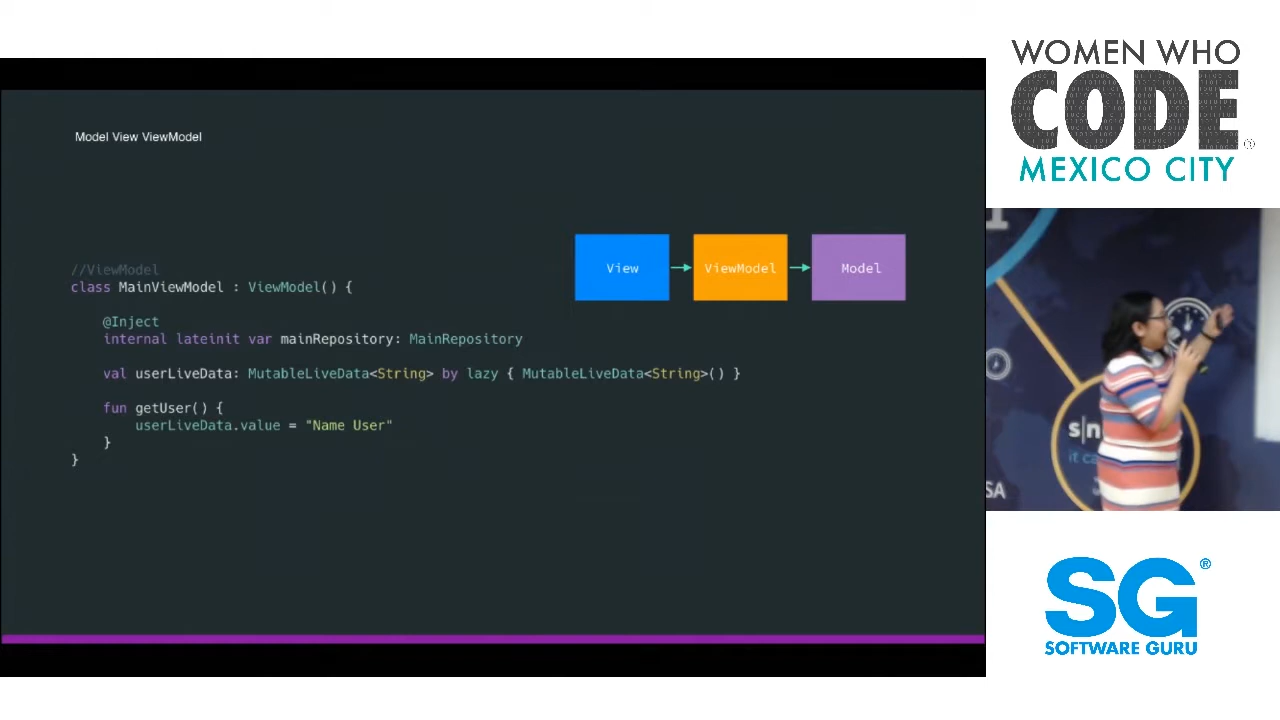 WOMEN WHO
CODE
MEXICO CITY
Model View ViewModel
View
ViewModel
Model
//ViewModel
class MainViewModel : ViewModel() {
@Inject
internal lateinit var mainRepository: MainRepository
val userLiveData: MutableLiveData<String> by lazy { MutableLiveData<String>() }
fun getUser() {
userLiveData.value = "Name User"
}
}
SG®
SOFTWARE GURU